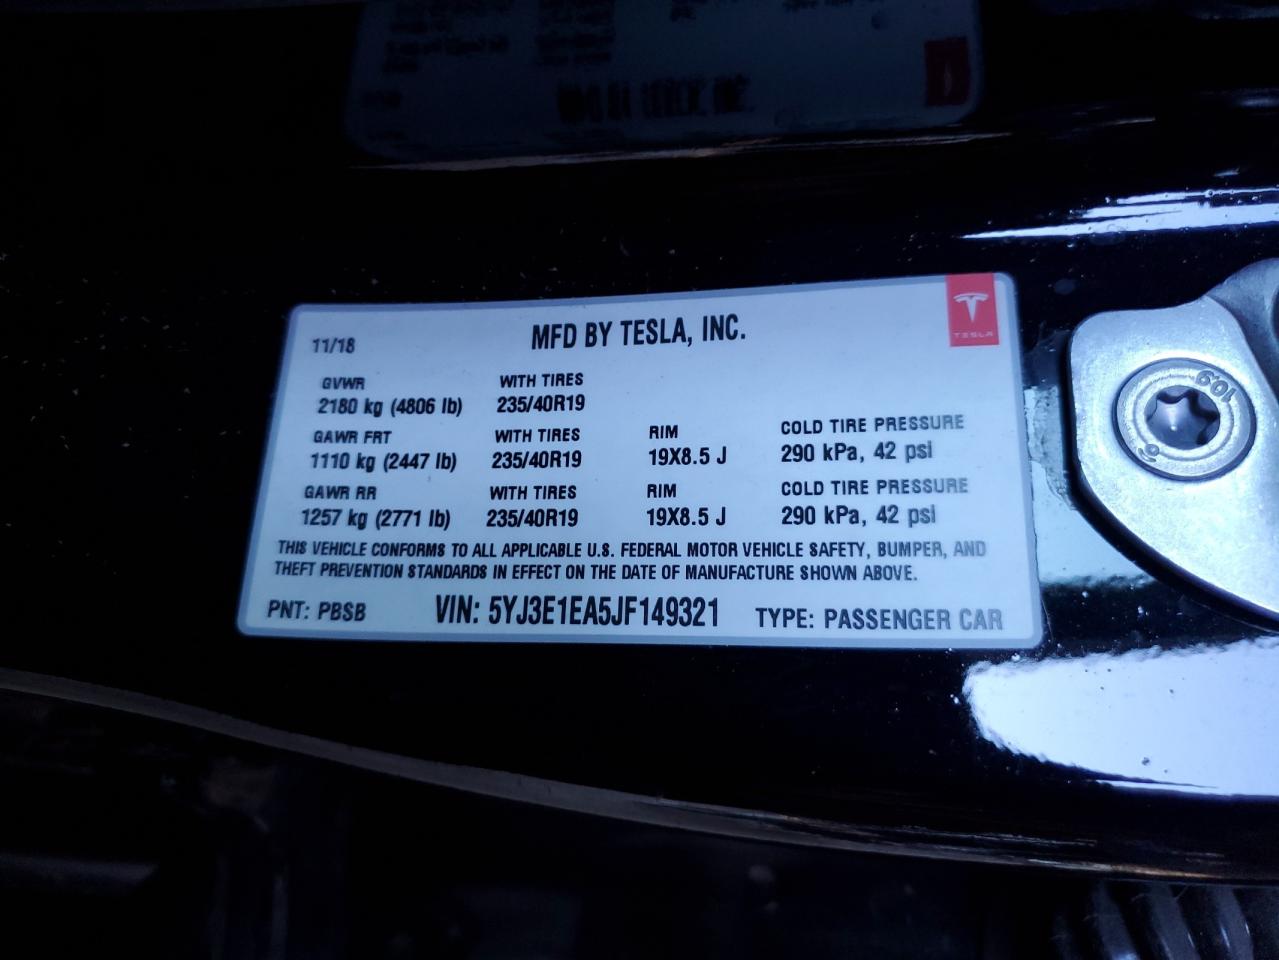 11/18 MFD BY TESLA, INC. TESLA
GVWR WITH TIRES
2180 kg (4806 lb) 235/40R19
GAWR FRT WITH TIRES RIM COLD TIRE PRESSURE
1110 kg (2447 lb) 235/40R19 19X8.5 J 290 kPa, 42 psi
GAWR RR WITH TIRES RIM COLD TIRE PRESSURE
1257 kg (2771 lb) 235/40R19 19X8.5 J 290 kPa, 42 psi
THIS VEHICLE CONFORMS TO ALL APPLICABLE U.S. FEDERAL MOTOR VEHICLE SAFETY, BUMPER, AND
THEFT PREVENTION STANDARDS IN EFFECT ON THE DATE OF MANUFACTURE SHOWN ABOVE.
PNT: PBSB VIN: 5YJ3E1EA5JF149321 TYPE: PASSENGER CAR
10.9